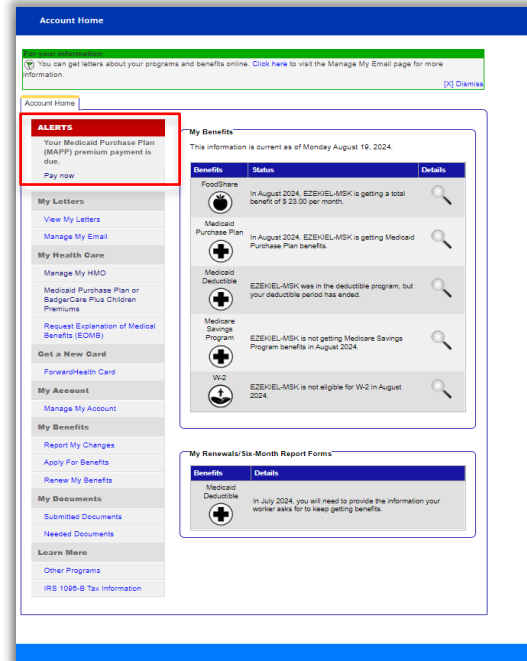 Account Home
For your information:
You can get letters about your programs and benefits online. Click here to visit the Manage My Email page for more
information.
[X] Dismiss
Account Home
ALERTS
Your Medicaid Purchase Plan
(MAPP) premium payment is
due.
Pay now
My Letters
View My Letters
Manage My Email
My Health Care
Manage My HMO
Medicaid Purchase Plan or
BadgerCare Plus Children
Premiums
Request Explanation of Medical
Benefits (EOMB)
Get a New Card
ForwardHealth Card
My Account
Manage My Account
My Benefits
Report My Changes
Apply For Benefits
Renew My Benefits
My Documents
Submitted Documents
Needed Documents
Learn More
Other Programs
IRS 1095-B Tax Information
My Benefits
This information is current as of Monday August 19, 2024.
Benefits Status Details
FoodShare
In August 2024, EZEKIEL-MSK is getting a total
benefit of $ 23.00 per month.
Medicaid
Purchase Plan
In August 2024, EZEKIEL-MSK is getting Medicaid
Purchase Plan benefits.
Medicaid
Deductible
EZEKIEL-MSK was in the deductible program, but
your deductible period has ended.
Medicare
Savings
Program
EZEKIEL-MSK is not getting Medicare Savings
Program benefits in August 2024.
W-2
EZEKIEL-MSK is not eligible for W-2 in August
2024.
My Renewals/Six-Month Report Forms
Benefits Details
Medicaid
Deductible
In July 2024, you will need to provide the information your
worker asks for to keep getting benefits.